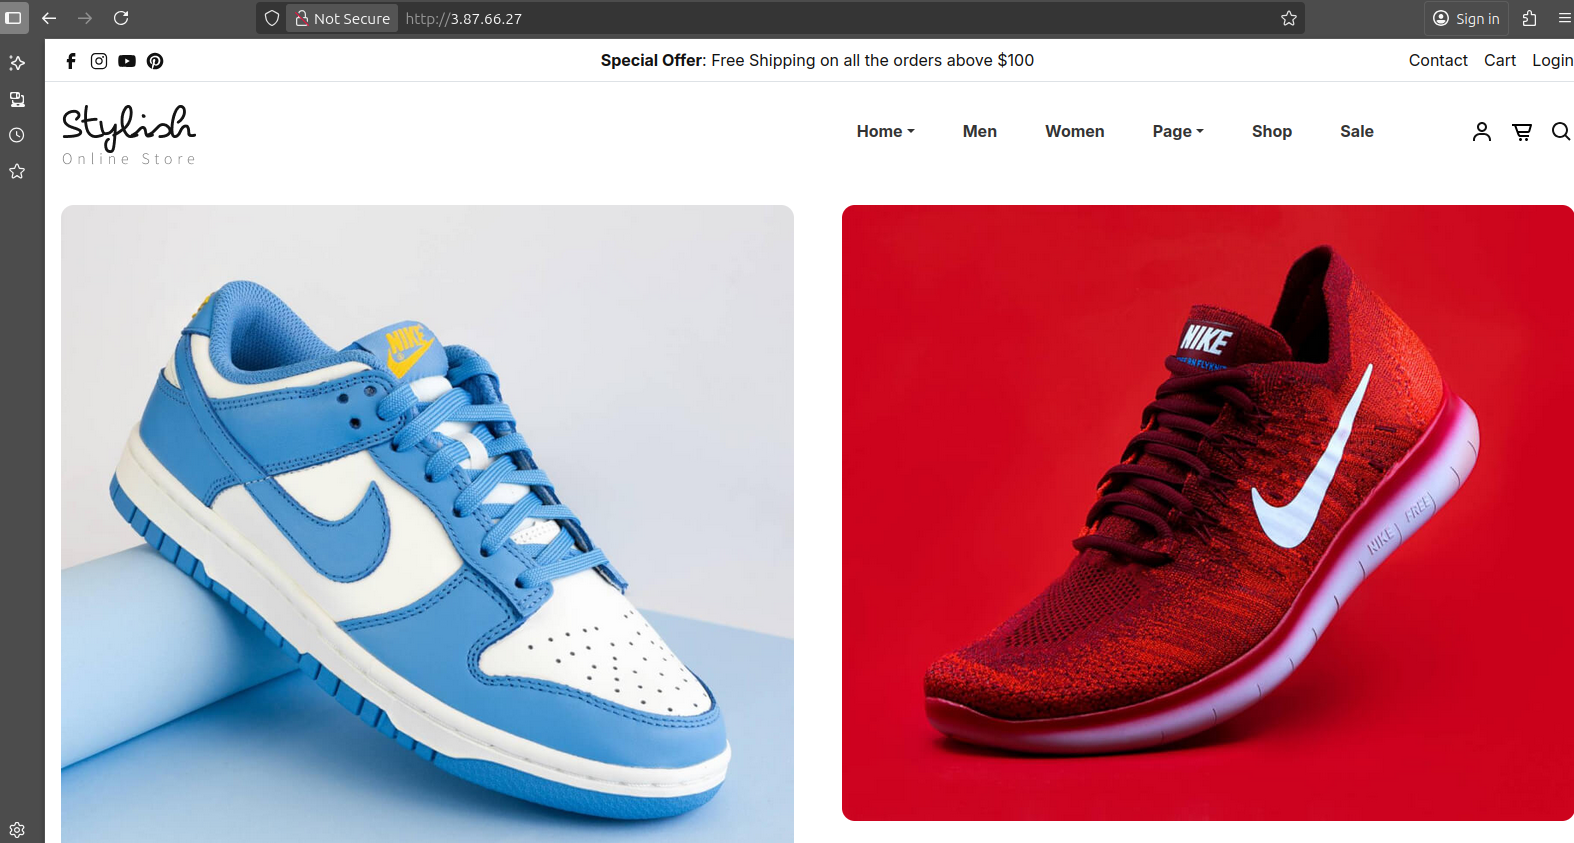 Not Secure http://3.87.66.27 Sign in
Special Offer: Free Shipping on all the orders above $100 Contact Cart Login
Stylish
Online Store
Home Men Women Page Shop Sale
NIKE
NIKE
NIKE FREE